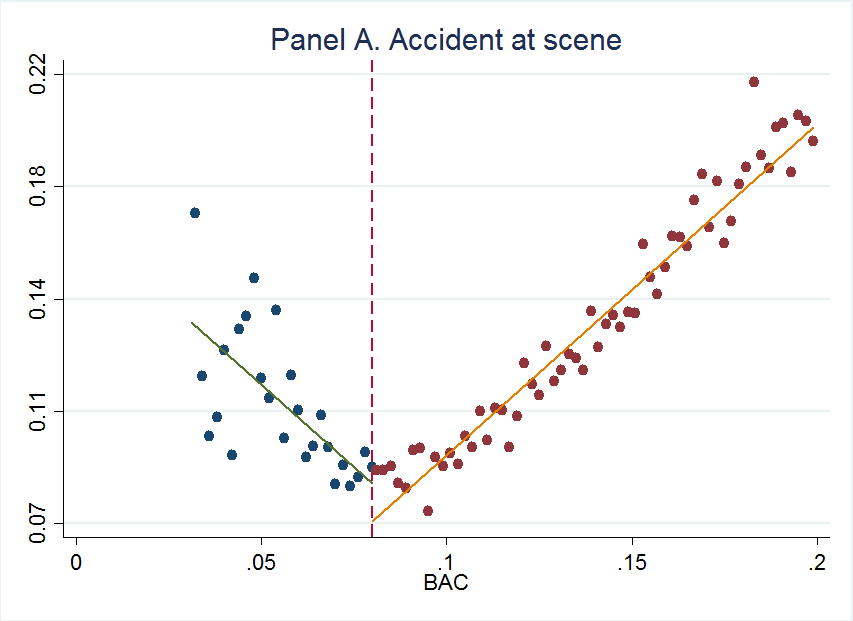 Panel A. Accident at scene
0.22
0.18
0.14
0.11
0.07
0 .05 .1 .15 .2
BAC